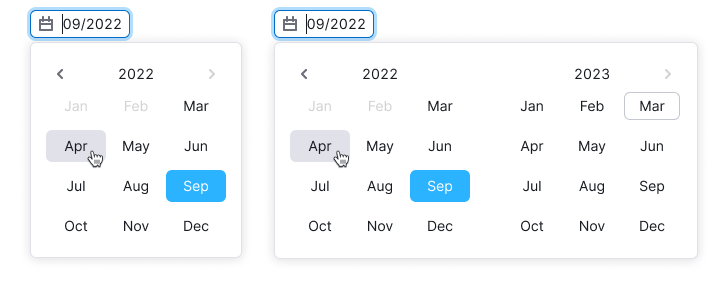 09/2022
2022
Jan Feb Mar
Apr May Jun
Jul Aug Sep
Oct Nov Dec
09/2022
2022 2023
Jan Feb Mar Jan Feb Mar
Apr May Jun Apr May Jun
Jul Aug Sep Jul Aug Sep
Oct Nov Dec Oct Nov Dec